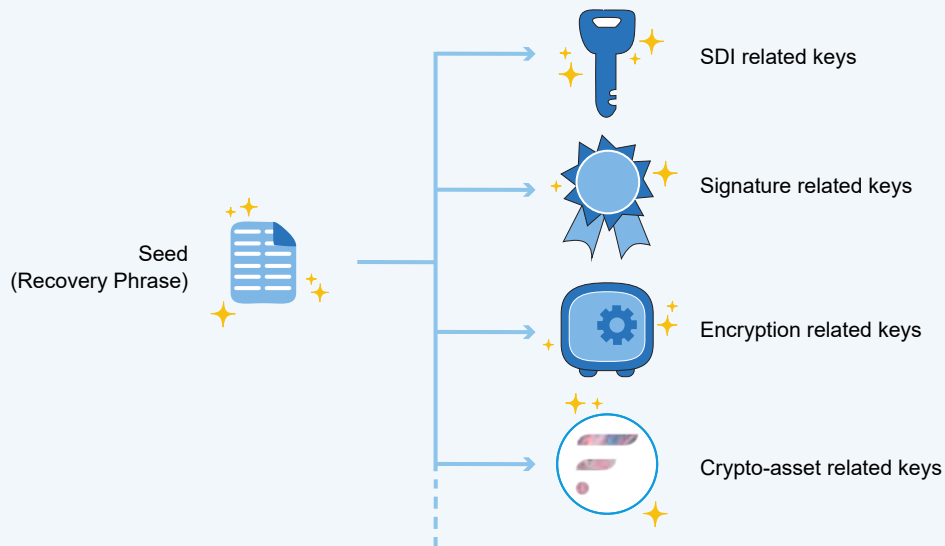 SDI related keys
Signature related keys
Seed
(Recovery Phrase)
Encryption related keys
Crypto-asset related keys